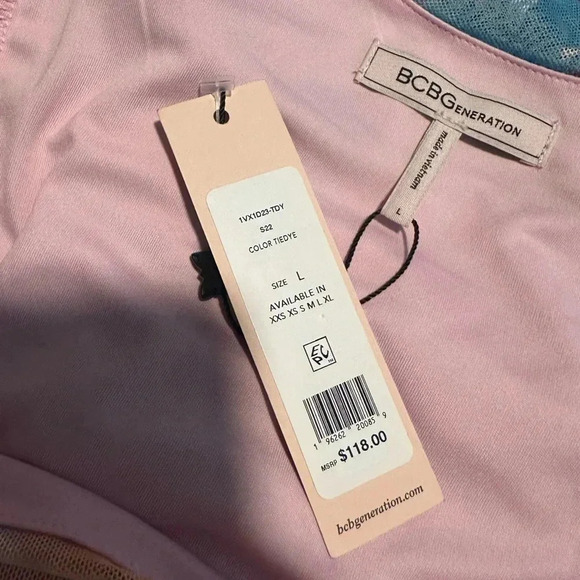 BCBGENERATION
made in vietnam
L
1VX1D23-TDY
S22
COLOR TIEDYE
SIZE L
AVAILABLE IN
XXS XS S M L XL
1 96262 20085 9
MSRP $118.00
bcbgeneration.com